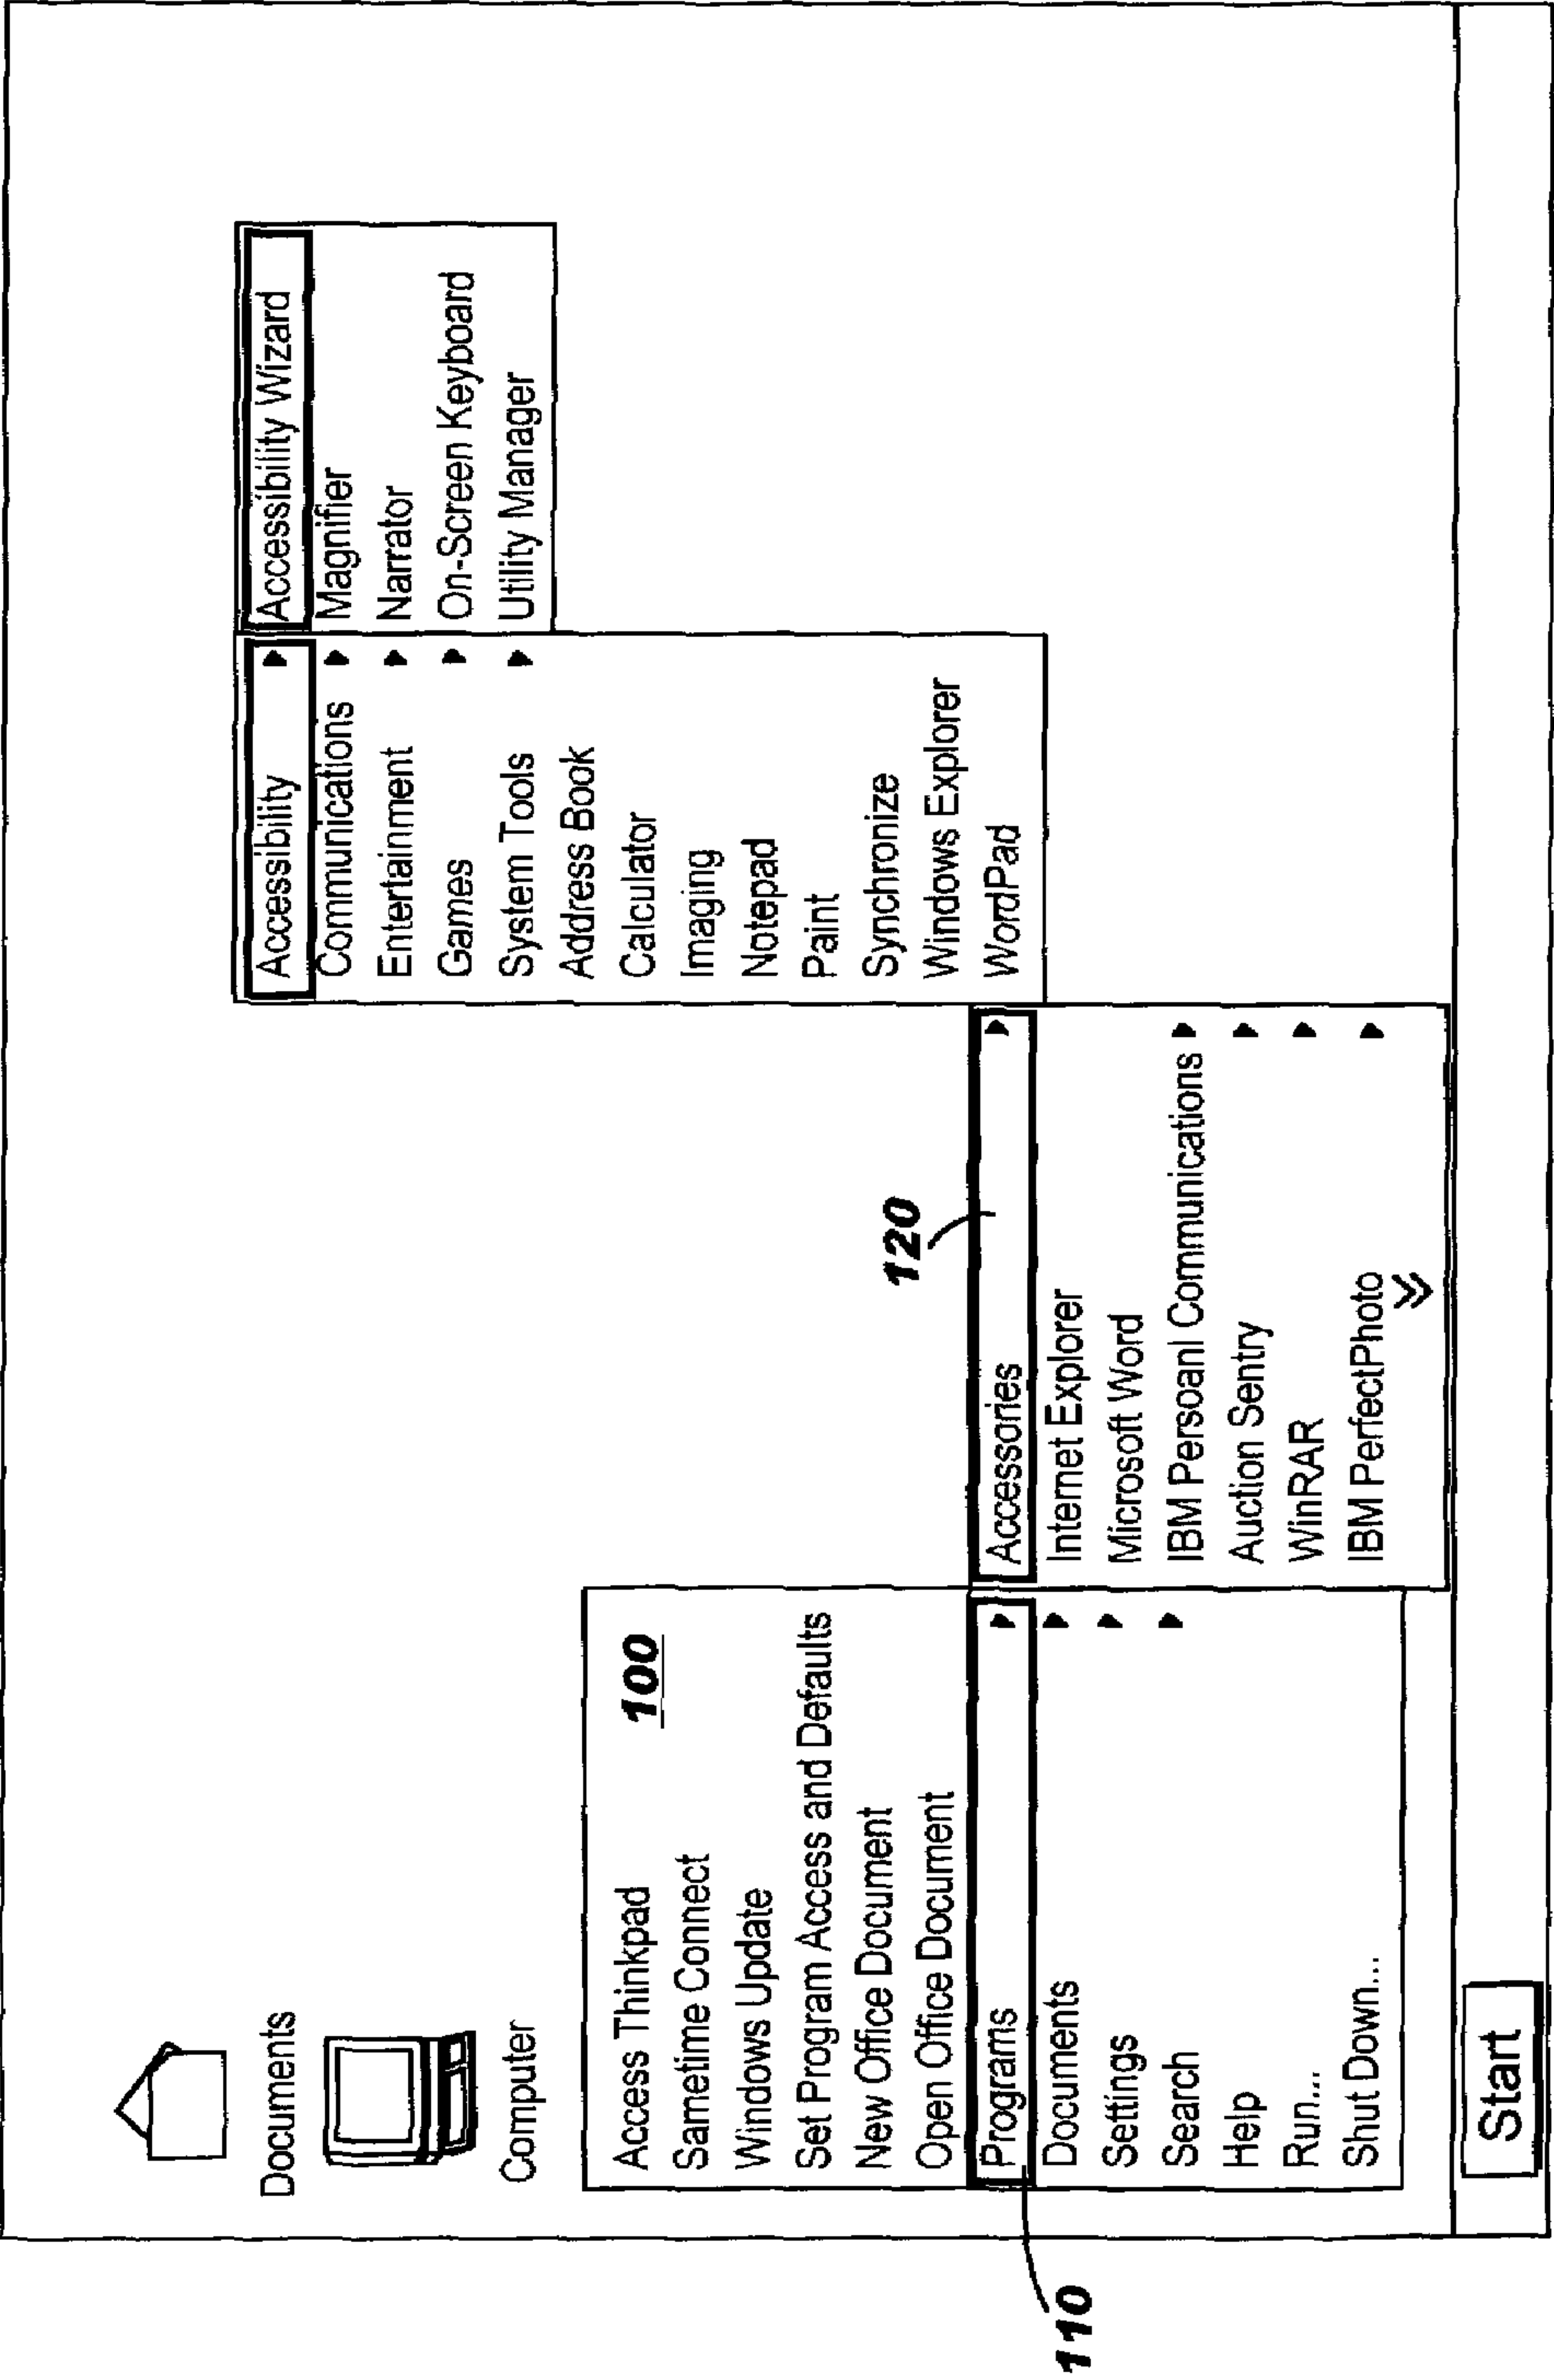 Documents
Computer
100
Access Thinkpad
Sametime Connect
Windows Update
Set Program Access and Defaults
New Office Document
Open Office Document
Programs
Documents
Settings
Search
Help
Run...
Shut Down...
110
120
Accessories
Internet Explorer
Microsoft Word
IBM Persoanl Communications
Auction Sentry
WinRAR
IBM PerfectPhoto
Accessibility
Communications
Entertainment
Games
System Tools
Address Book
Calculator
Imaging
Notepad
Paint
Synchronize
Windows Explorer
WordPad
Accessibility Wizard
Magnifier
Narrator
On-Screen Keyboard
Utility Manager
Start